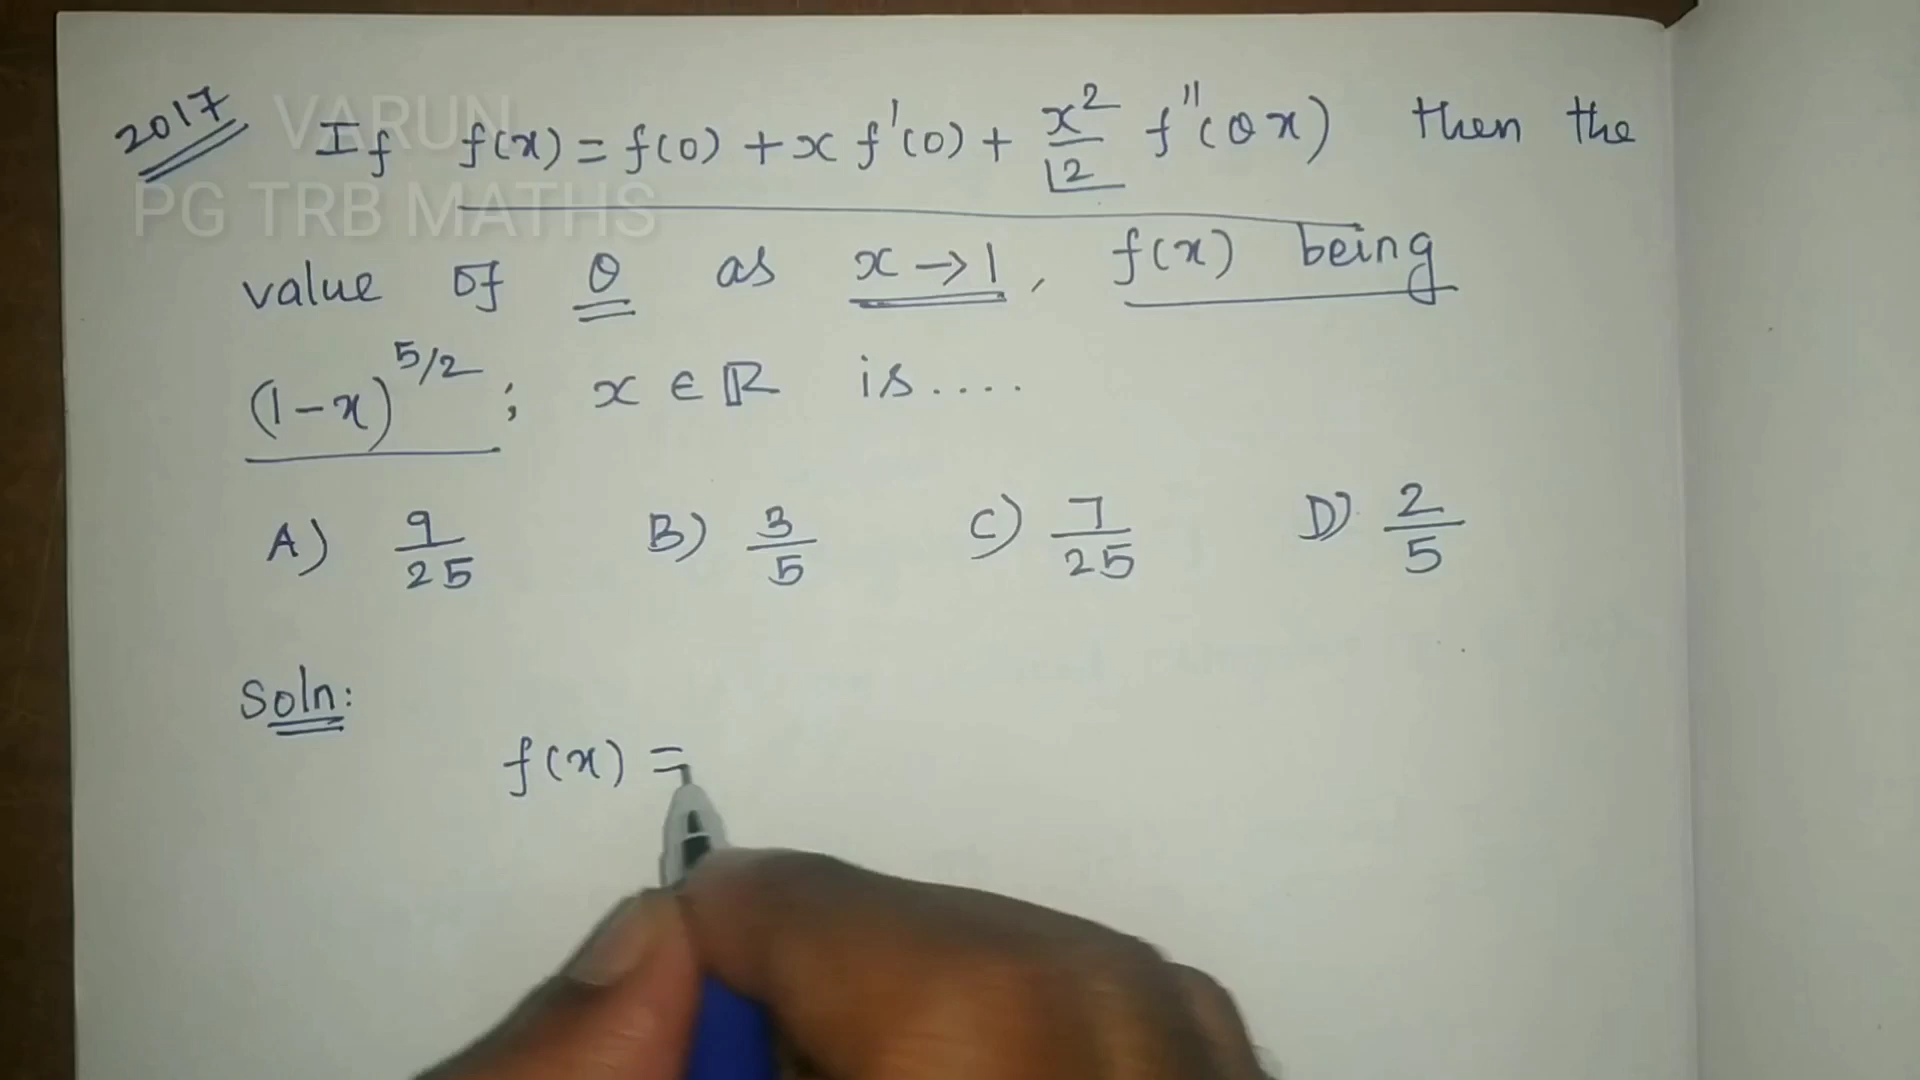 2017 If f(x) = f(0) + x f'(0) + x²/⌊2 f''(θx) then the
value of θ as x → 1, f(x) being
(1-x)^5/2 ; x ∈ ℝ is....
A) 9/25 B) 3/5 C) 7/25 D) 2/5
Soln:
f(x) =
VARUN
PG TRB MATHS